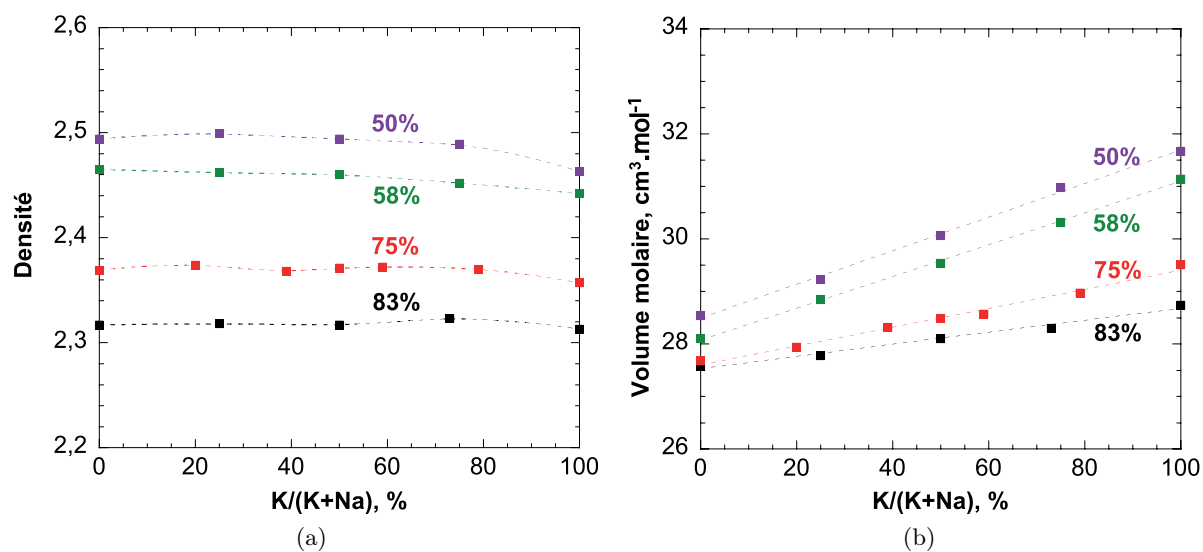 2,6
2,5
2,4
2,3
2,2
Densité
50%
58%
75%
83%
0 20 40 60 80 100
K/(K+Na), %
(a)
34
32
30
28
26
Volume molaire, cm³.mol⁻¹
50%
58%
75%
83%
0 20 40 60 80 100
K/(K+Na), %
(b)